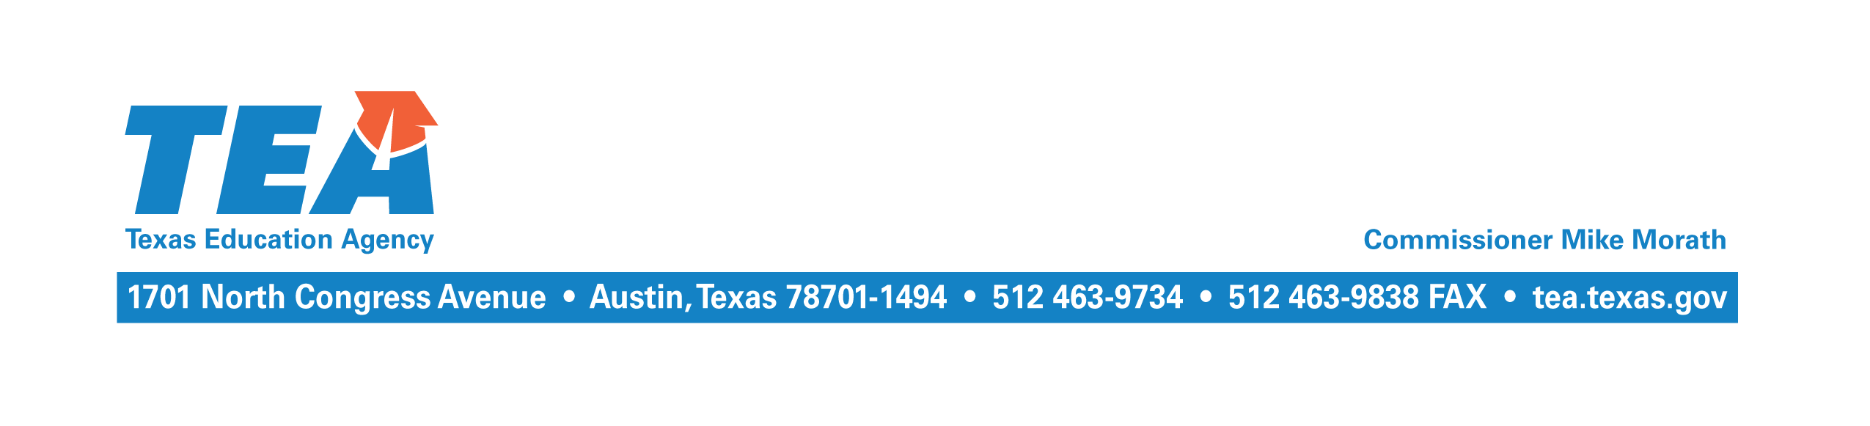 TEA
Texas Education Agency
Commissioner Mike Morath
1701 North Congress Avenue • Austin, Texas 78701-1494 • 512 463-9734 • 512 463-9838 FAX • tea.texas.gov